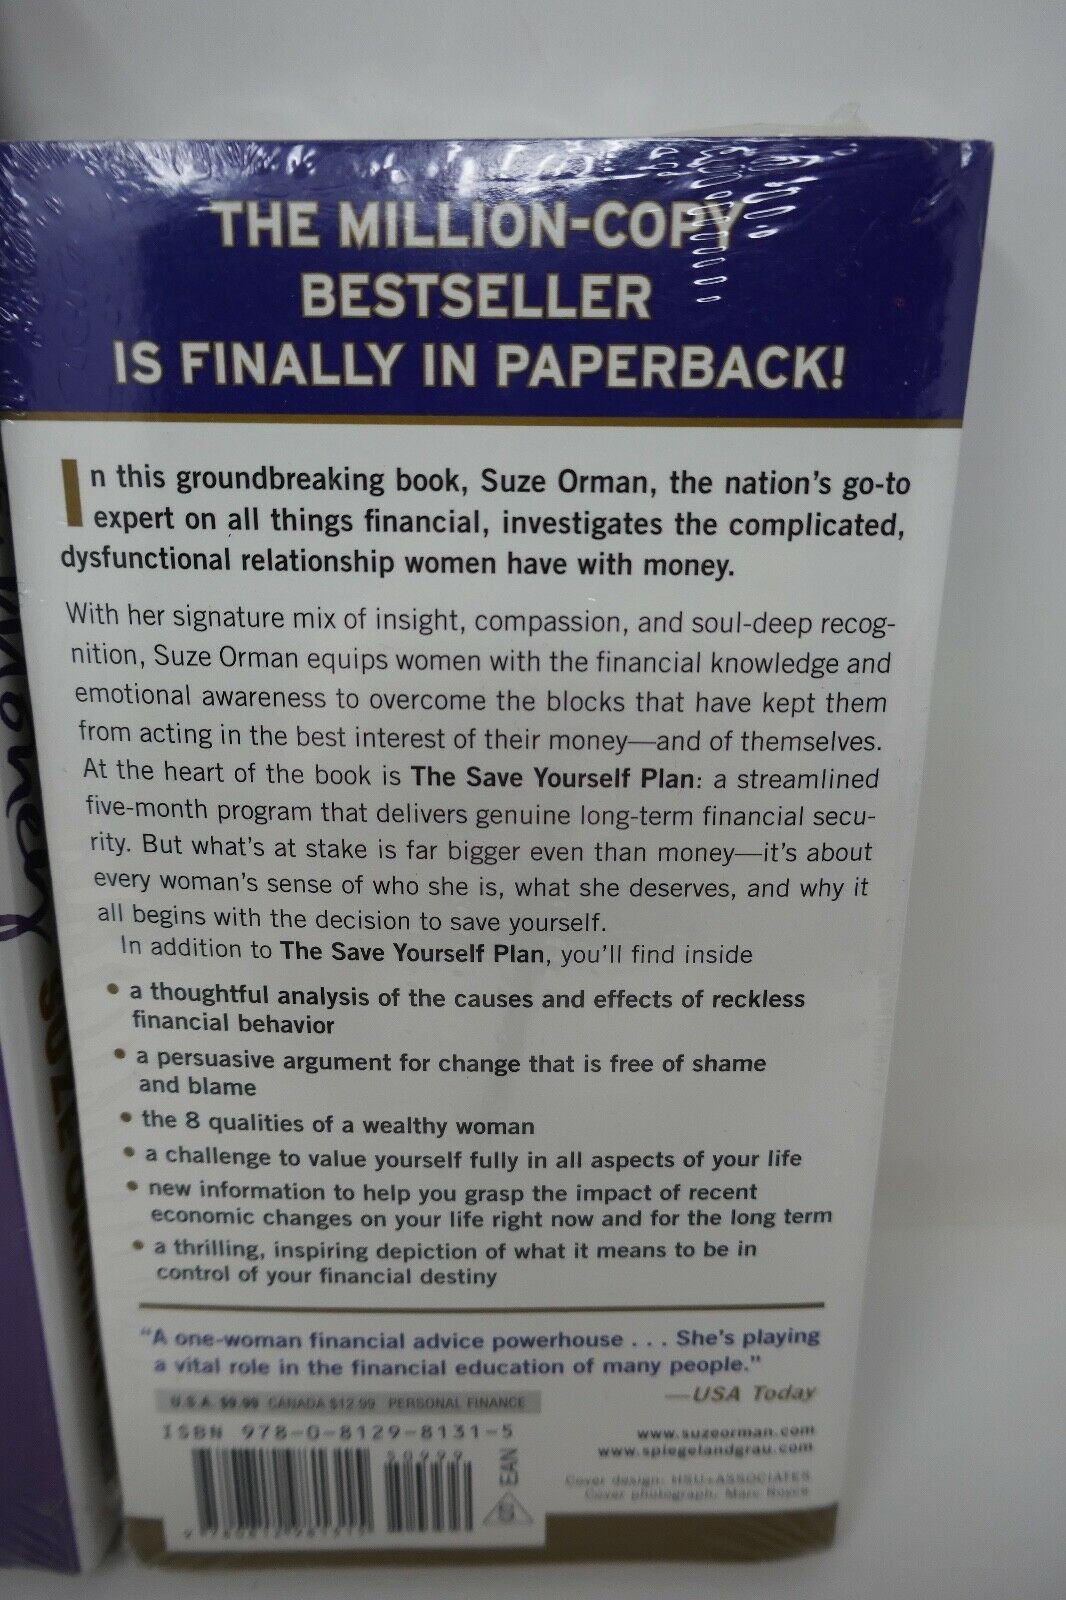 THE MILLION-COPY
BESTSELLER
IS FINALLY IN PAPERBACK!
In this groundbreaking book, Suze Orman, the nation's go-to
expert on all things financial, investigates the complicated,
dysfunctional relationship women have with money.
With her signature mix of insight, compassion, and soul-deep recog-
nition, Suze Orman equips women with the financial knowledge and
emotional awareness to overcome the blocks that have kept them
from acting in the best interest of their money—and of themselves.
At the heart of the book is The Save Yourself Plan: a streamlined
five-month program that delivers genuine long-term financial secu-
rity. But what's at stake is far bigger even than money—it's about
every woman's sense of who she is, what she deserves, and why it
all begins with the decision to save yourself.
In addition to The Save Yourself Plan, you'll find inside
• a thoughtful analysis of the causes and effects of reckless
financial behavior
• a persuasive argument for change that is free of shame
and blame
• the 8 qualities of a wealthy woman
• a challenge to value yourself fully in all aspects of your life
• new information to help you grasp the impact of recent
economic changes on your life right now and for the long term
• a thrilling, inspiring depiction of what it means to be in
control of your financial destiny
"A one-woman financial advice powerhouse . . . She's playing
a vital role in the financial education of many people."
—USA Today
U.S.A. $9.99 CANADA $12.99 PERSONAL FINANCE
ISBN 978-0-8129-8131-5
50999
EAN
www.suzeorman.com
www.spiegelandgrau.com
Cover design: HSU+ASSOCIATES
Cover photograph: Marc Royce
SUZE ORMAN